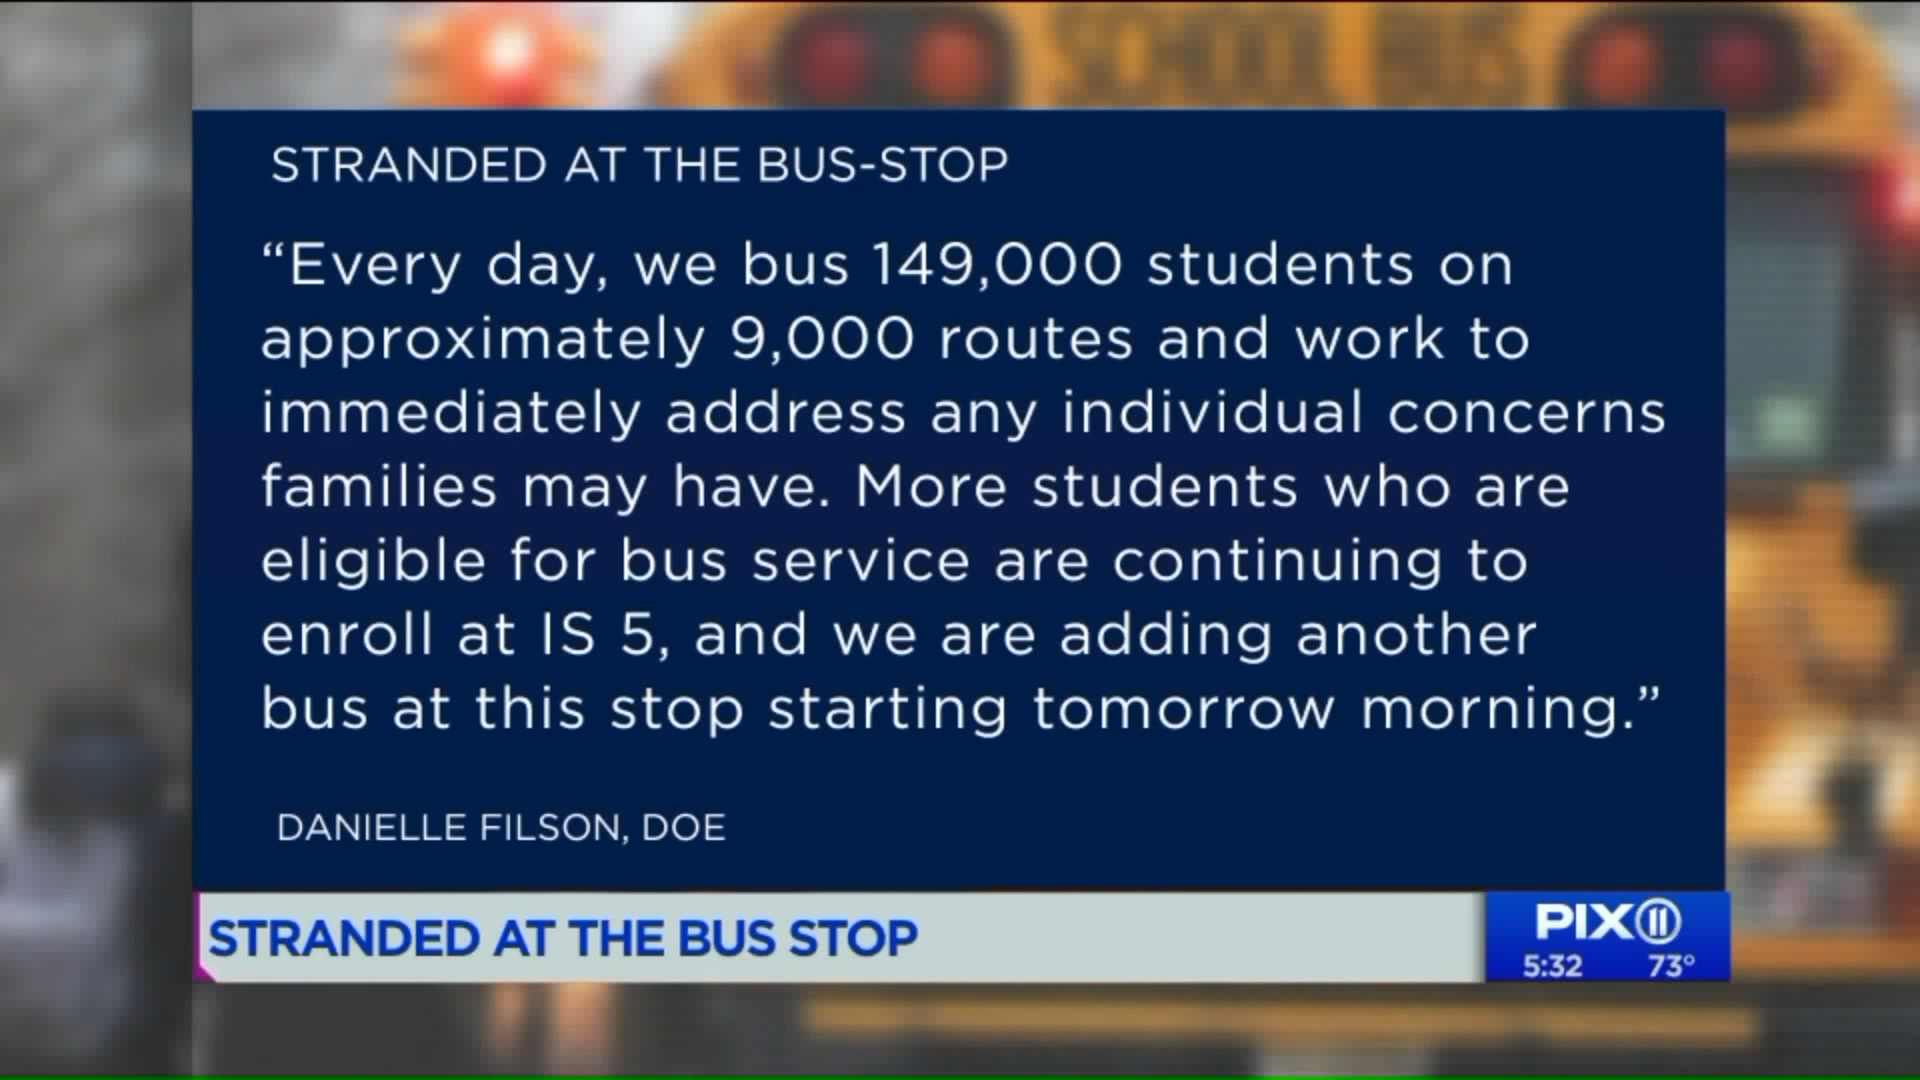 SCHOOL BUS
STRANDED AT THE BUS-STOP
“Every day, we bus 149,000 students on
approximately 9,000 routes and work to
immediately address any individual concerns
families may have. More students who are
eligible for bus service are continuing to
enroll at IS 5, and we are adding another
bus at this stop starting tomorrow morning.”
DANIELLE FILSON, DOE
STRANDED AT THE BUS STOP
PIX11
5:32 73°